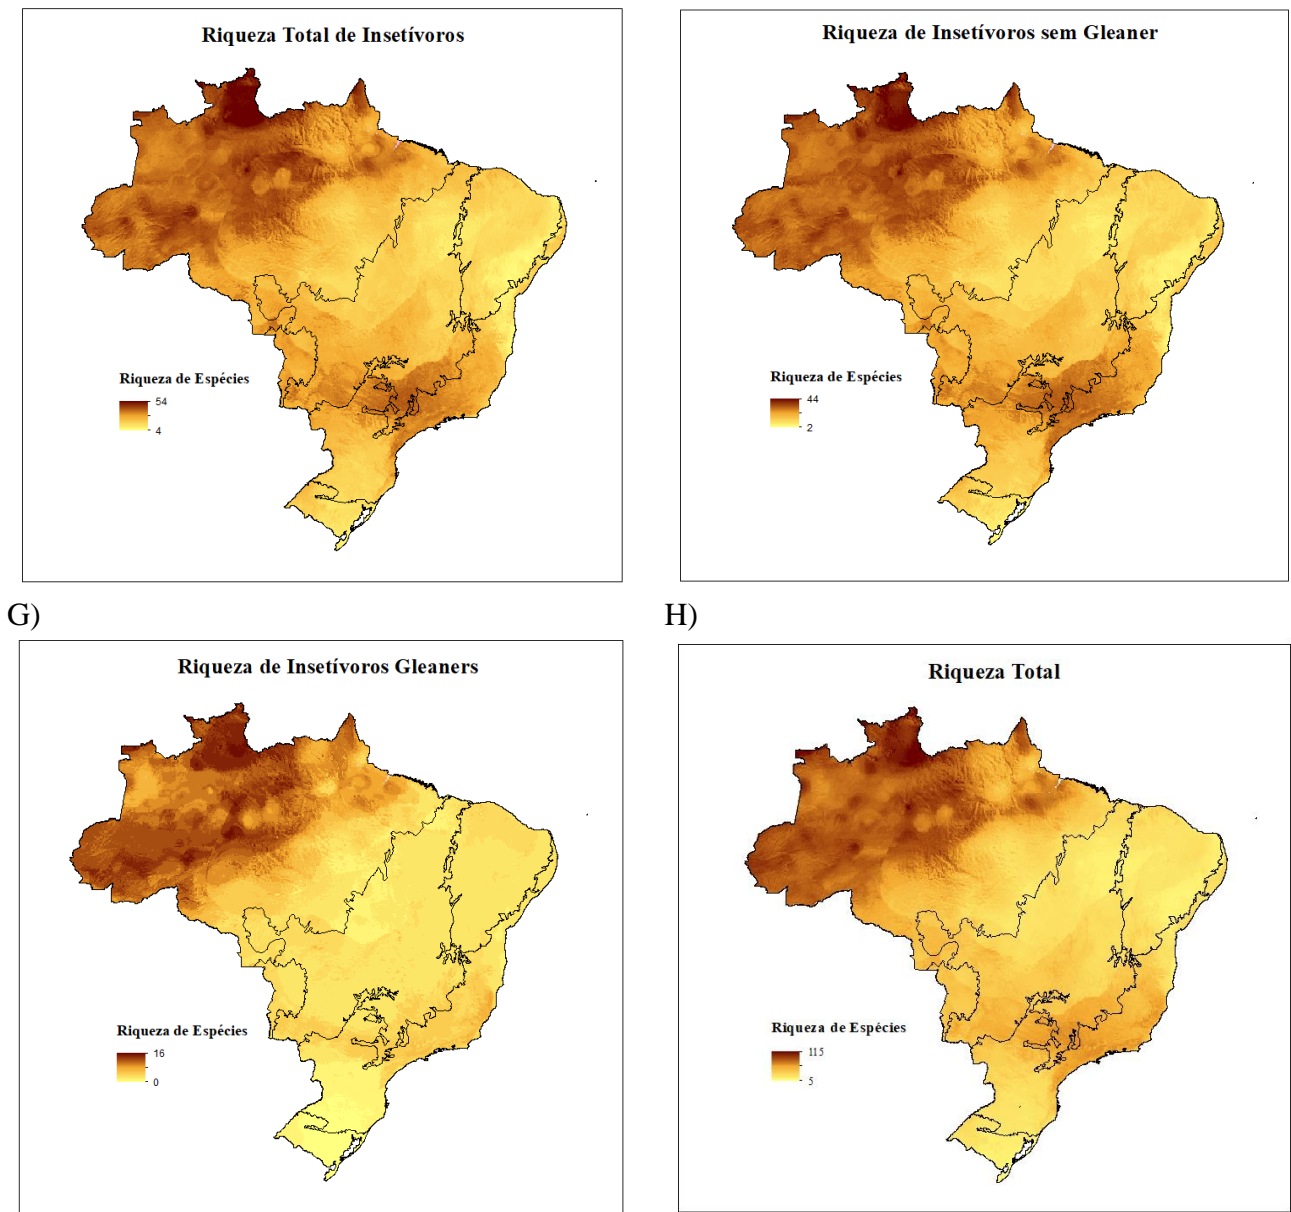 Riqueza Total de Insetívoros
Riqueza de Espécies
54
4
Riqueza de Insetívoros sem Gleaner
Riqueza de Espécies
44
2
G)
H)
Riqueza de Insetívoros Gleaners
Riqueza de Espécies
16
0
Riqueza Total
Riqueza de Espécies
115
5